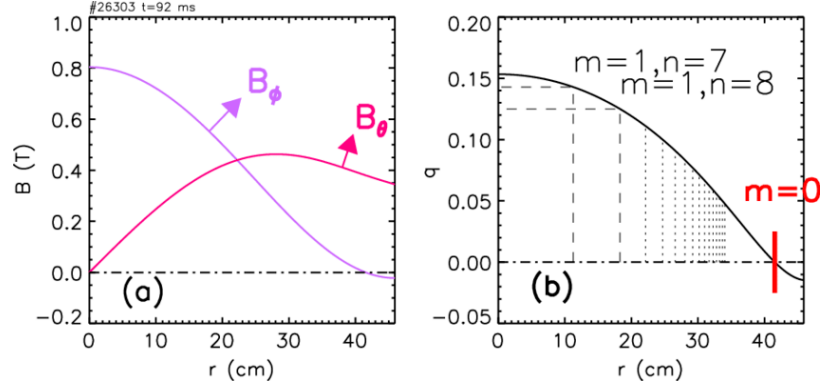 #26303 t=92 ms
1.0
0.8
0.6
0.4
0.2
0.0
−0.2
B (T)
B_ϕ
B_θ
(a)
0 10 20 30 40
r (cm)
0.20
0.15
0.10
0.05
0.00
−0.05
q
m=1,n=7
m=1,n=8
m=0
(b)
0 10 20 30 40
r (cm)